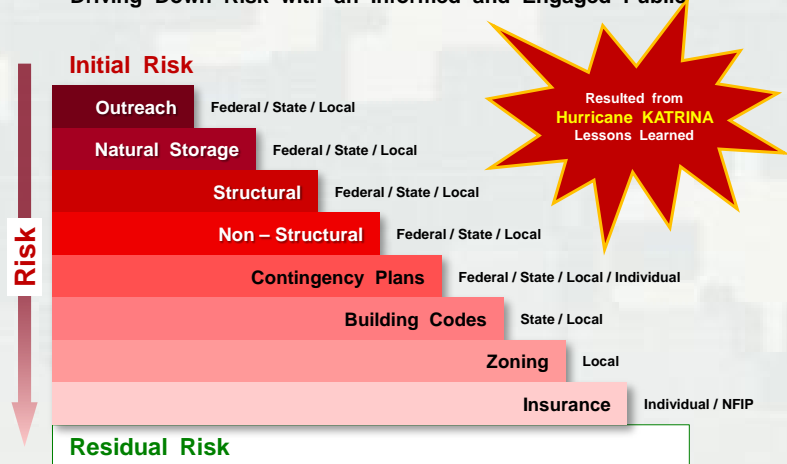 Driving Down Risk with an Informed and Engaged Public
Initial Risk
Resulted from
Hurricane KATRINA
Lessons Learned
Outreach Federal / State / Local
Natural Storage Federal / State / Local
Structural Federal / State / Local
Non – Structural Federal / State / Local
Contingency Plans Federal / State / Local / Individual
Building Codes State / Local
Zoning Local
Insurance Individual / NFIP
Risk
Residual Risk